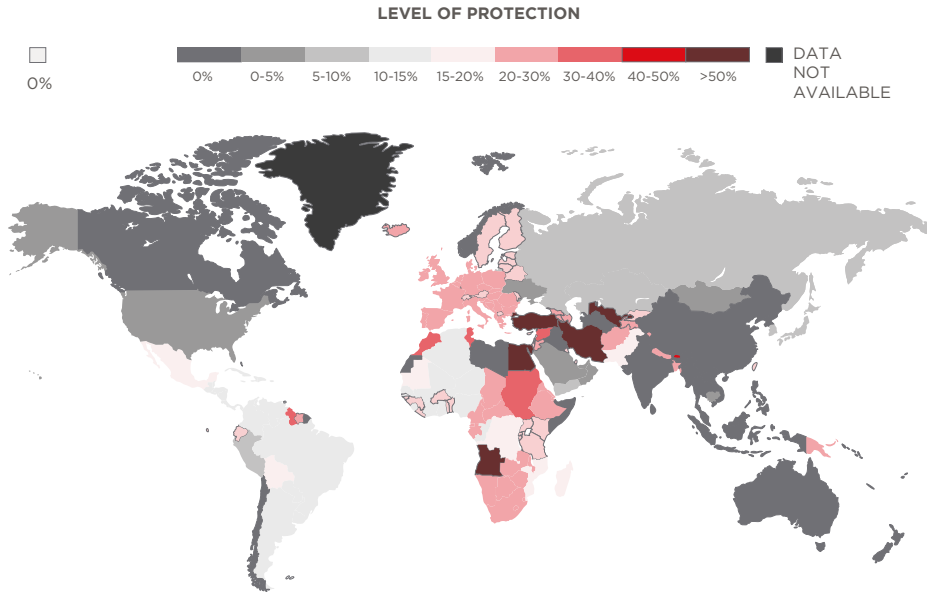 LEVEL OF PROTECTION
0%
0%
0-5%
5-10%
10-15%
15-20%
20-30%
30-40%
40-50%
>50%
DATA
NOT
AVAILABLE